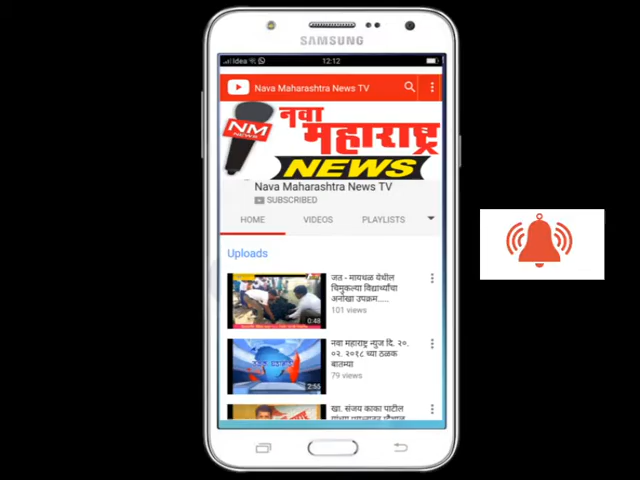 SAMSUNG
Idea
12:12
Nava Maharashtra News TV
नवा
महाराष्ट्र
NM
NEWS
NEWS
Nava Maharashtra News TV
SUBSCRIBED
HOME VIDEOS PLAYLISTS
Uploads
जत - मायथळ येथील
चिमुकल्या विद्यार्थ्यांचा
अनोखा उपक्रम.....
101 views
0:48
नवा महाराष्ट्र न्युज दि. २०.
०२. २०१८ च्या ठळक
बातम्या
79 views
2:55
खा. संजय काका पाटील